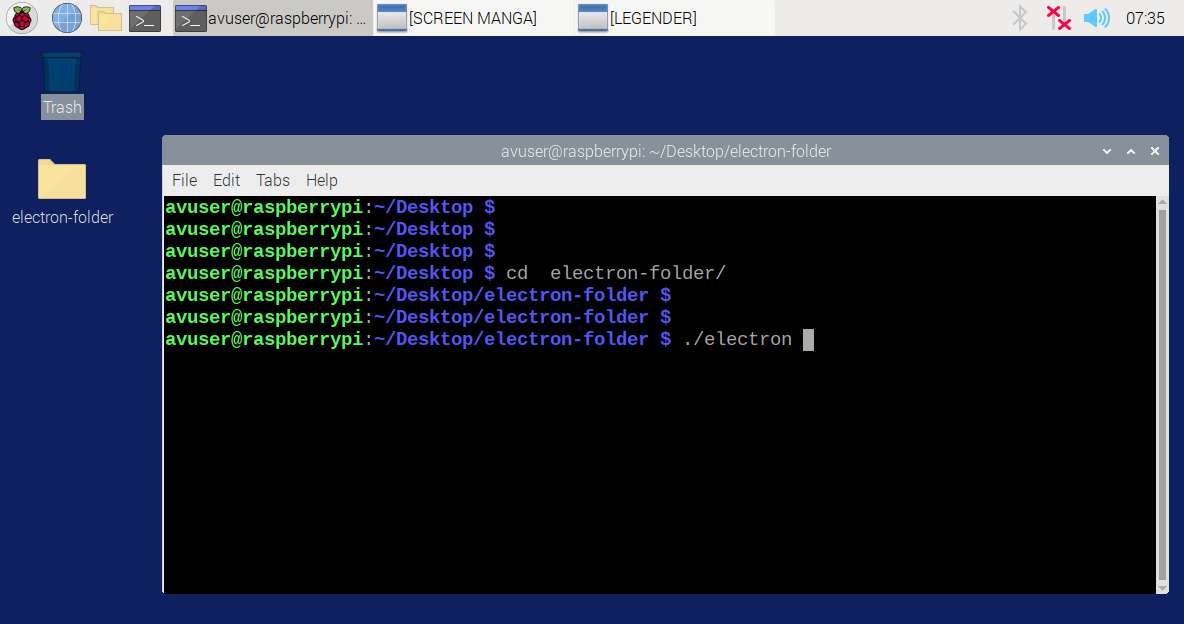 avuser@raspberrypi: ...
[SCREEN MANGA]
[LEGENDER]
07:35
Trash
electron-folder
avuser@raspberrypi: ~/Desktop/electron-folder
File Edit Tabs Help
avuser@raspberrypi:~/Desktop $
avuser@raspberrypi:~/Desktop $
avuser@raspberrypi:~/Desktop $
avuser@raspberrypi:~/Desktop $ cd  electron-folder/
avuser@raspberrypi:~/Desktop/electron-folder $
avuser@raspberrypi:~/Desktop/electron-folder $
avuser@raspberrypi:~/Desktop/electron-folder $ ./electron